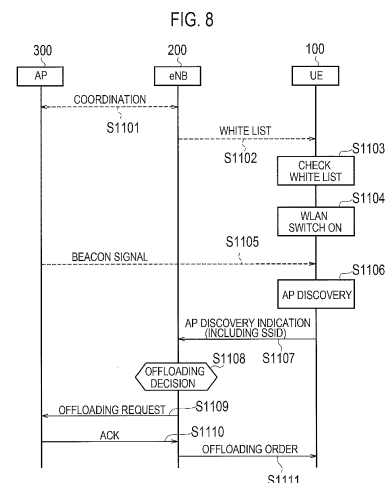 FIG. 8
300
200
100
AP
eNB
UE
COORDINATION
S1101
WHITE LIST
S1102
S1103
CHECK
WHITE LIST
S1104
WLAN
SWITCH ON
S1105
BEACON SIGNAL
S1106
AP DISCOVERY
AP DISCOVERY INDICATION
(INCLUDING SSID)
S1107
S1108
OFFLOADING
DECISION
OFFLOADING REQUEST
S1109
ACK
S1110
OFFLOADING ORDER
S1111